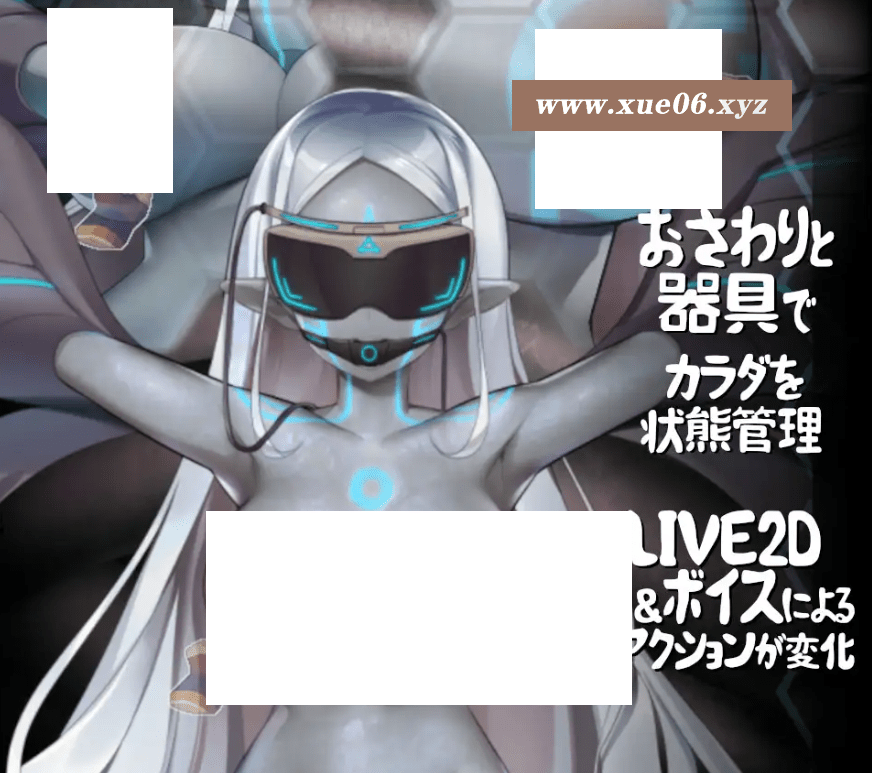 www.xue06.xyz
おさわりと
器具で
カラダを
状態管理
LIVE2D
&ボイスによる
アクションが変化